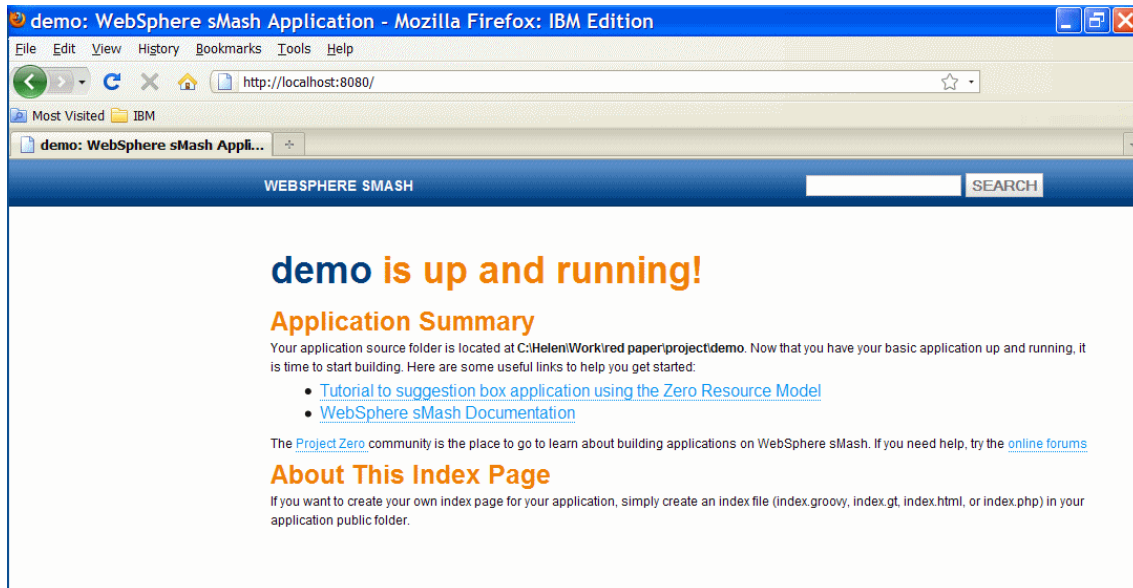 demo: WebSphere sMash Application - Mozilla Firefox: IBM Edition
File Edit View History Bookmarks Tools Help
http://localhost:8080/
Most Visited IBM
demo: WebSphere sMash Appli...
WEBSPHERE SMASH SEARCH
demo is up and running!
Application Summary
Your application source folder is located at C:\Helen\Work\red paper\project\demo. Now that you have your basic application up and running, it
is time to start building. Here are some useful links to help you get started:
• Tutorial to suggestion box application using the Zero Resource Model
• WebSphere sMash Documentation
The Project Zero community is the place to go to learn about building applications on WebSphere sMash. If you need help, try the online forums
About This Index Page
If you want to create your own index page for your application, simply create an index file (index.groovy, index.gt, index.html, or index.php) in your
application public folder.